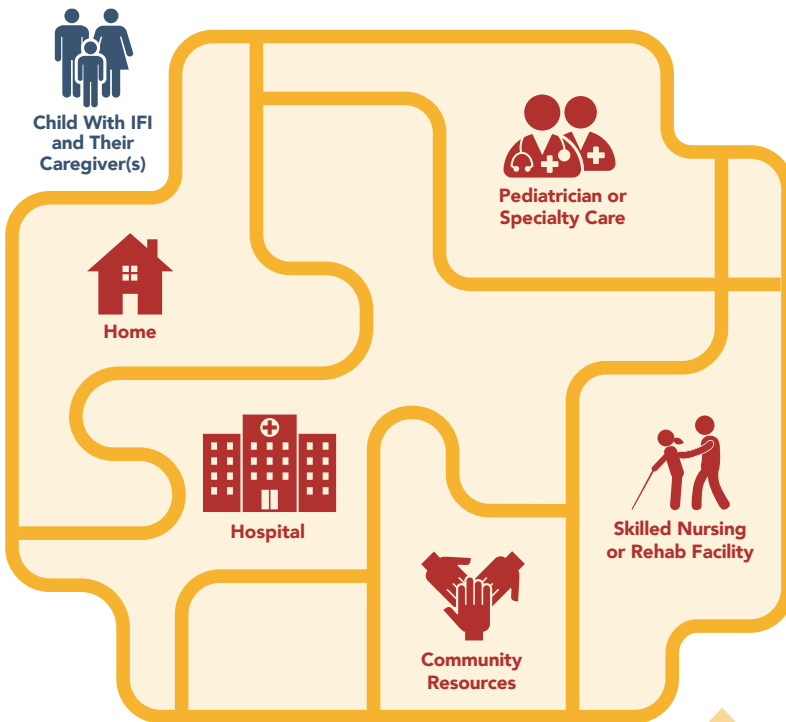 Child With IFI
and Their
Caregiver(s)
Pediatrician or
Specialty Care
Home
Hospital
Skilled Nursing
or Rehab Facility
Community
Resources